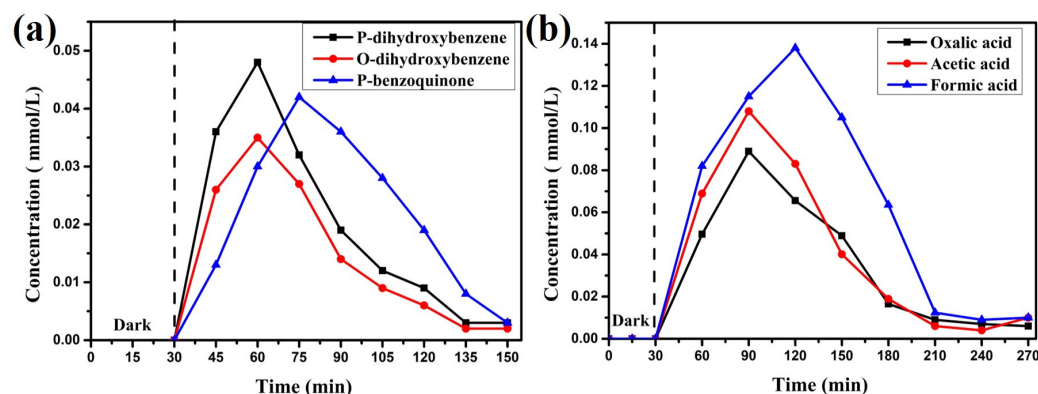 (a)
P-dihydroxybenzene
O-dihydroxybenzene
P-benzoquinone
Concentration ( mmol/L)
0.05
0.04
0.03
0.02
0.01
0.00
Dark
0 15 30 45 60 75 90 105 120 135 150
Time (min)
(b)
Oxalic acid
Acetic acid
Formic acid
Concentration ( mmol/L)
0.14
0.12
0.10
0.08
0.06
0.04
0.02
0.00
Dark
0 30 60 90 120 150 180 210 240 270
Time (min)